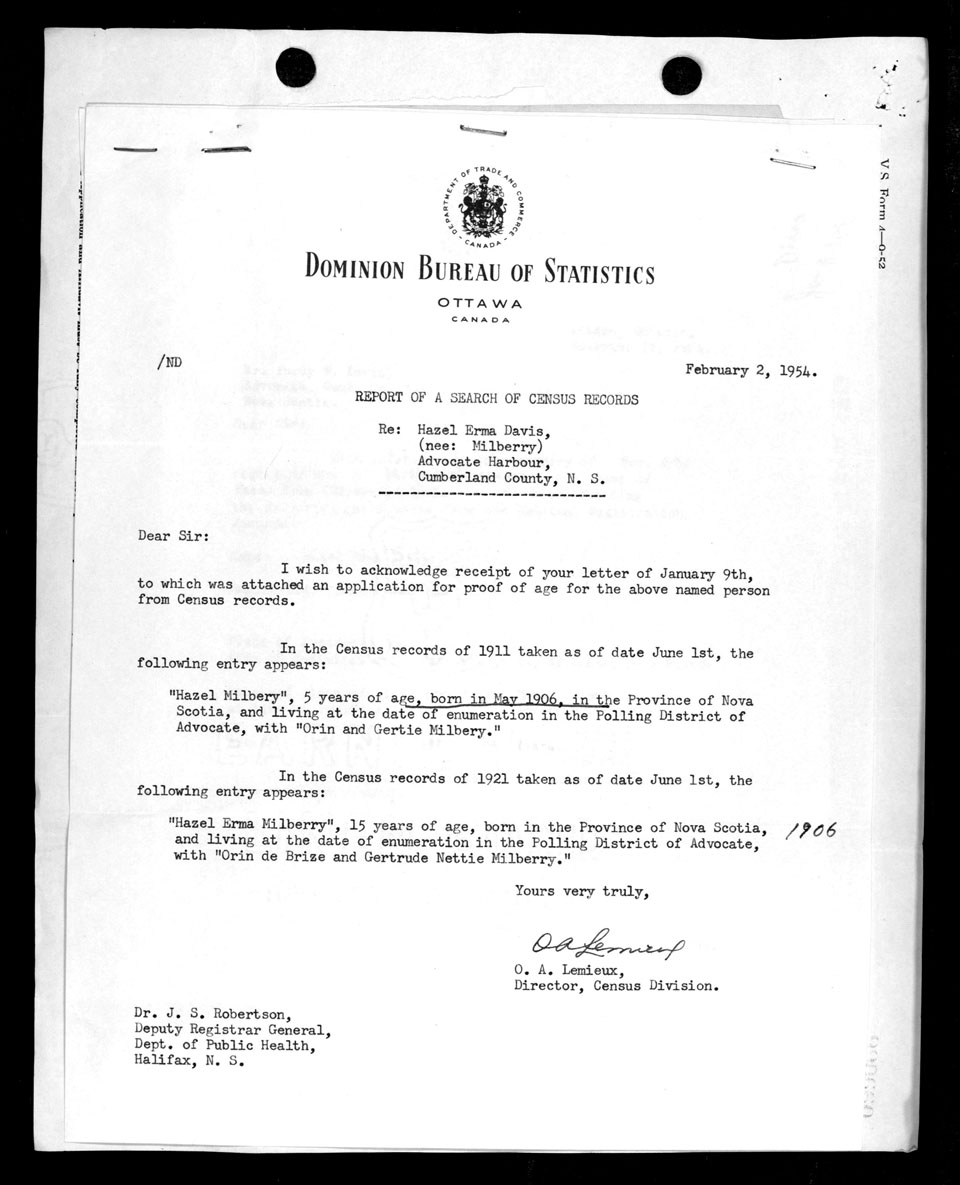 DEPARTMENT OF TRADE AND COMMERCE
- CANADA -
DOMINION BUREAU OF STATISTICS
OTTAWA
CANADA
V.S. Form A-0-52
/ND
February 2, 1954.
REPORT OF A SEARCH OF CENSUS RECORDS
Re: Hazel Erma Davis,
(nee: Milberry)
Advocate Harbour,
Cumberland County, N. S.
-----------------------------
Dear Sir:
I wish to acknowledge receipt of your letter of January 9th,
to which was attached an application for proof of age for the above named person
from Census records.
In the Census records of 1911 taken as of date June 1st, the
following entry appears:
"Hazel Milbery", 5 years of age, born in May 1906, in the Province of Nova
Scotia, and living at the date of enumeration in the Polling District of
Advocate, with "Orin and Gertie Milbery."
In the Census records of 1921 taken as of date June 1st, the
following entry appears:
"Hazel Erma Milberry", 15 years of age, born in the Province of Nova Scotia,
and living at the date of enumeration in the Polling District of Advocate,
with "Orin de Brize and Gertrude Nettie Milberry."
1906
Yours very truly,
O A Lemieux
O. A. Lemieux,
Director, Census Division.
Dr. J. S. Robertson,
Deputy Registrar General,
Dept. of Public Health,
Halifax, N. S.